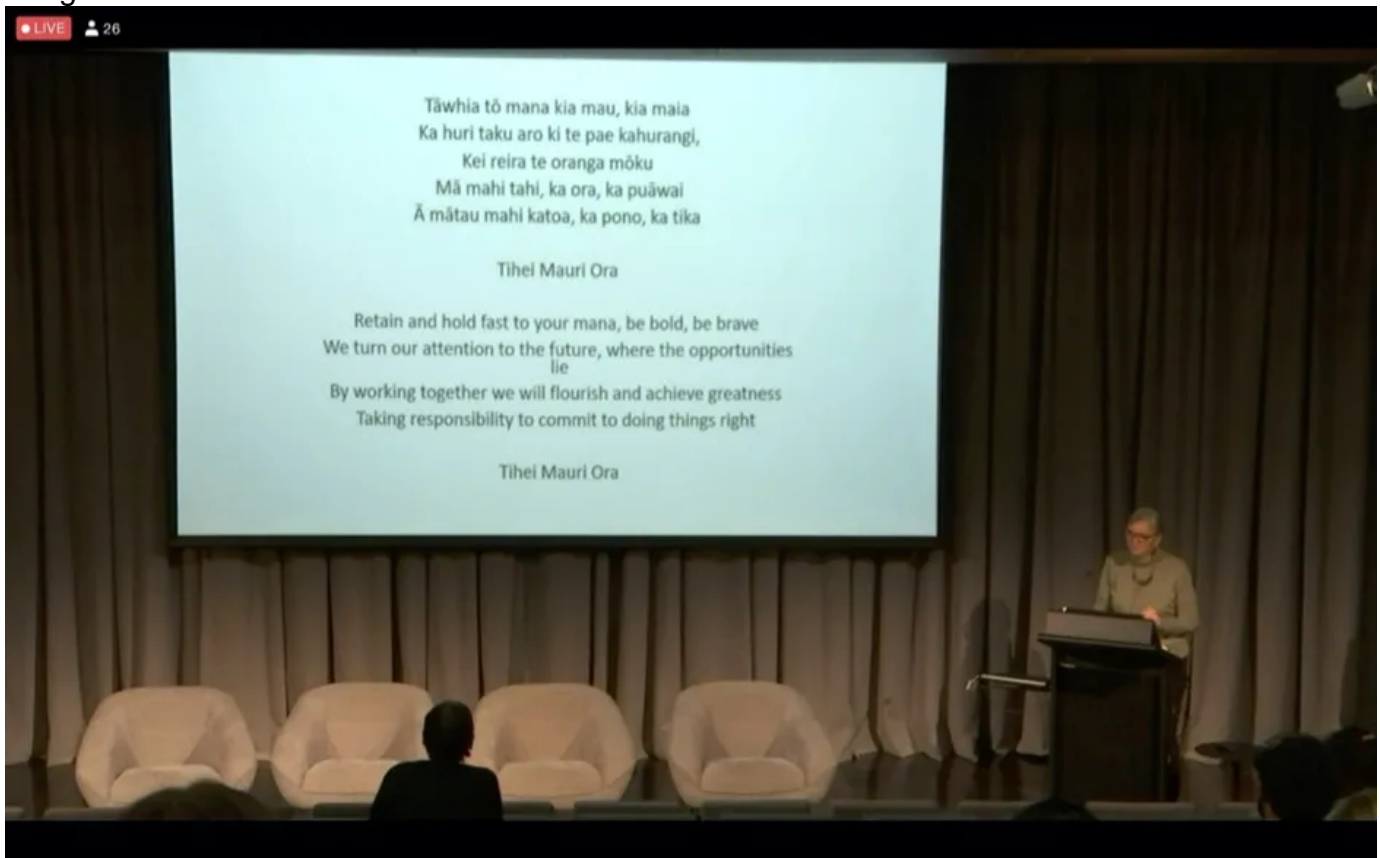 LIVE 26
Tāwhia tō mana kia mau, kia maia
Ka huri taku aro ki te pae kahurangi,
Kei reira te oranga mōku
Mā mahi tahi, ka ora, ka puāwai
Ā mātau mahi katoa, ka pono, ka tika
Tihei Mauri Ora
Retain and hold fast to your mana, be bold, be brave
We turn our attention to the future, where the opportunities
lie
By working together we will flourish and achieve greatness
Taking responsibility to commit to doing things right
Tihei Mauri Ora